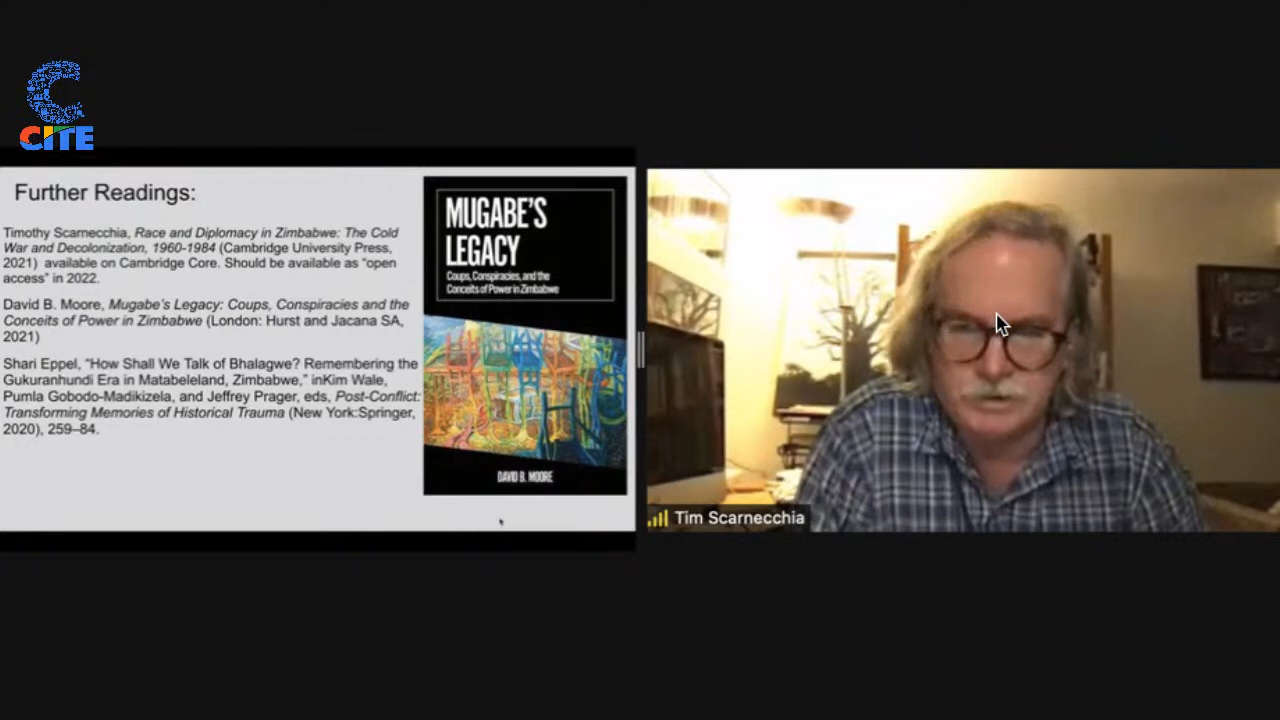 CITE
Further Readings:
Timothy Scarnecchia, Race and Diplomacy in Zimbabwe: The Cold
War and Decolonization, 1960-1984 (Cambridge University Press,
2021) available on Cambridge Core. Should be available as “open
access” in 2022.
David B. Moore, Mugabe’s Legacy: Coups, Conspiracies and the
Conceits of Power in Zimbabwe (London: Hurst and Jacana SA,
2021)
Shari Eppel, “How Shall We Talk of Bhalagwe? Remembering the
Gukuranhundi Era in Matabeleland, Zimbabwe,” inKim Wale,
Pumla Gobodo-Madikizela, and Jeffrey Prager, eds, Post-Conflict:
Transforming Memories of Historical Trauma (New York:Springer,
2020), 259–84.
MUGABE'S
LEGACY
Coups, Conspiracies, and the
Conceits of Power in Zimbabwe
DAVID B. MOORE
Tim Scarnecchia